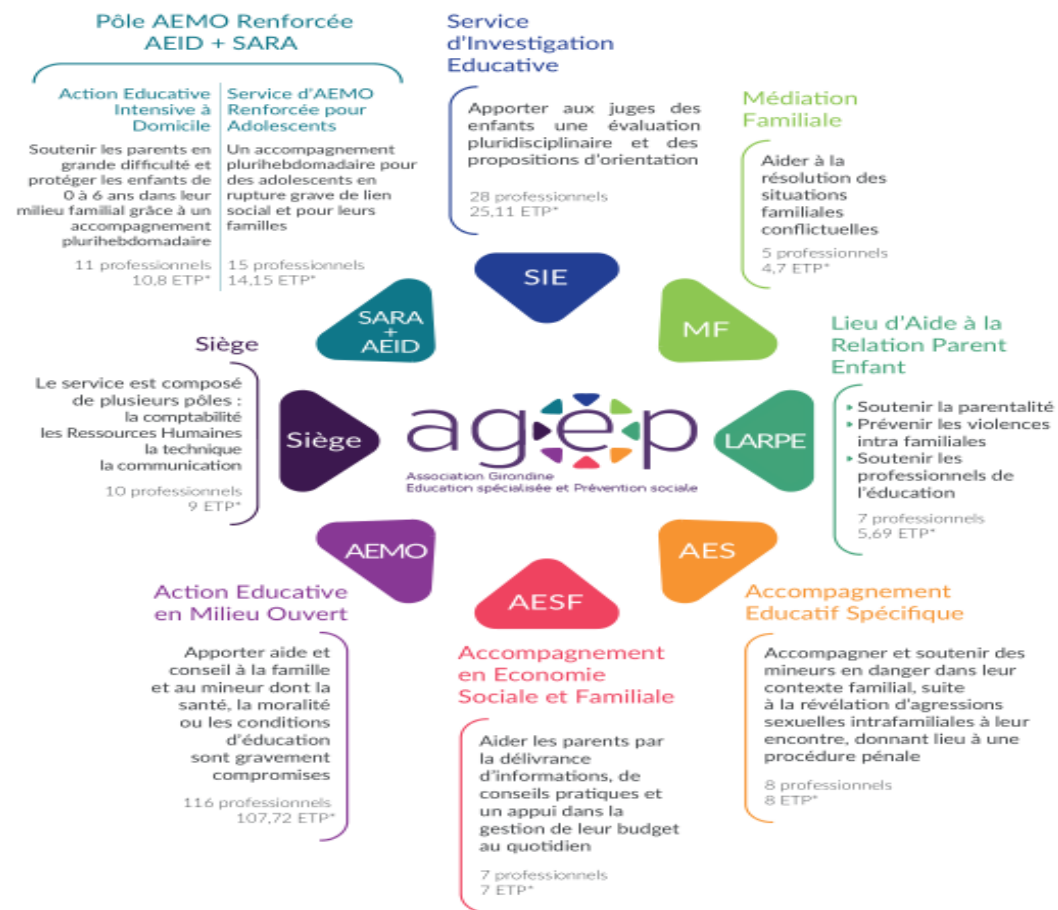 Pôle AEMO Renforcée
AEID + SARA
Action Educative
Intensive à
Domicile
Soutenir les parents en
grande difficulté et
protéger les enfants de
0 à 6 ans dans leur
milieu familial grâce à un
accompagnement
plurihebdomadaire
11 professionnels
10,8 ETP*
Service d'AEMO
Renforcée pour
Adolescents
Un accompagnement
plurihebdomadaire pour
des adolescents en
rupture grave de lien
social et pour leurs
familles
15 professionnels
14,15 ETP*
Service
d'Investigation
Educative
Apporter aux juges des
enfants une évaluation
pluridisciplinaire et des
propositions d'orientation
28 professionnels
25,11 ETP*
Médiation
Familiale
Aider à la
résolution des
situations
familiales
conflictuelles
5 professionnels
4,7 ETP*
SIE
SARA
+
AEID
MF
Siège
Le service est composé
de plusieurs pôles :
la comptabilité
les Ressources Humaines
la technique
la communication
10 professionnels
9 ETP*
Siège
agep
Association Girondine
Education spécialisée et Prévention sociale
LARPE
Lieu d'Aide à la
Relation Parent
Enfant
Soutenir la parentalité
Prévenir les violences
intra familiales
Soutenir les
professionnels de
l'éducation
7 professionnels
5,69 ETP*
AEMO
AESF
AES
Action Educative
en Milieu Ouvert
Apporter aide et
conseil à la famille
et au mineur dont la
santé, la moralité
ou les conditions
d'éducation
sont gravement
compromises
116 professionnels
107,72 ETP*
Accompagnement
en Economie
Sociale et Familiale
Aider les parents par
la délivrance
d'informations, de
conseils pratiques et
un appui dans la
gestion de leur budget
au quotidien
7 professionnels
7 ETP*
Accompagnement
Educatif Spécifique
Accompagner et soutenir des
mineurs en danger dans leur
contexte familial, suite
à la révélation d'agressions
sexuelles intrafamiliales à leur
encontre, donnant lieu à une
procédure pénale
8 professionnels
8 ETP*